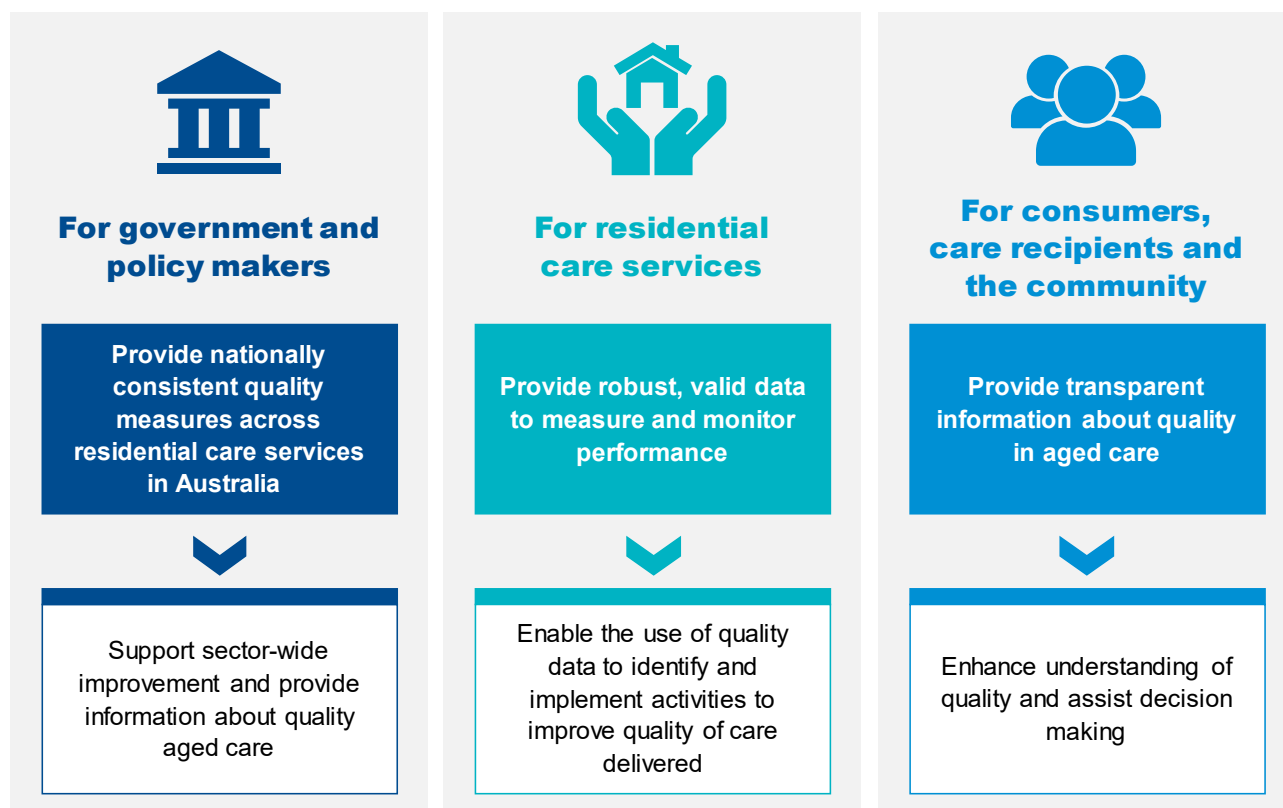 For government and
policy makers
Provide nationally
consistent quality
measures across
residential care services
in Australia
Support sector-wide
improvement and provide
information about quality
aged care
For residential
care services
Provide robust, valid data
to measure and monitor
performance
Enable the use of quality
data to identify and
implement activities to
improve quality of care
delivered
For consumers,
care recipients and
the community
Provide transparent
information about quality
in aged care
Enhance understanding of
quality and assist decision
making